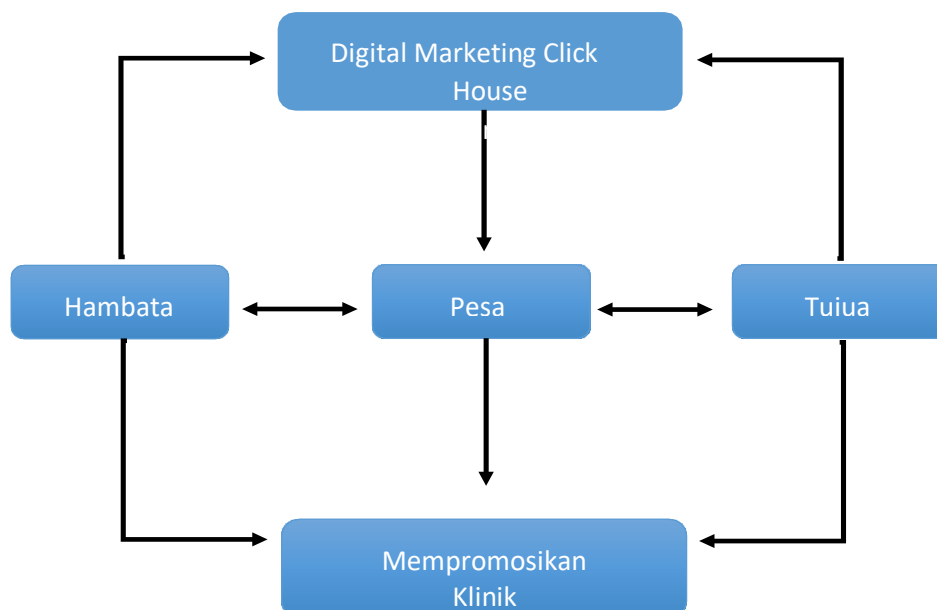 Digital Marketing Click
House
Hambata
Pesa
Tuiua
Mempromosikan
Klinik